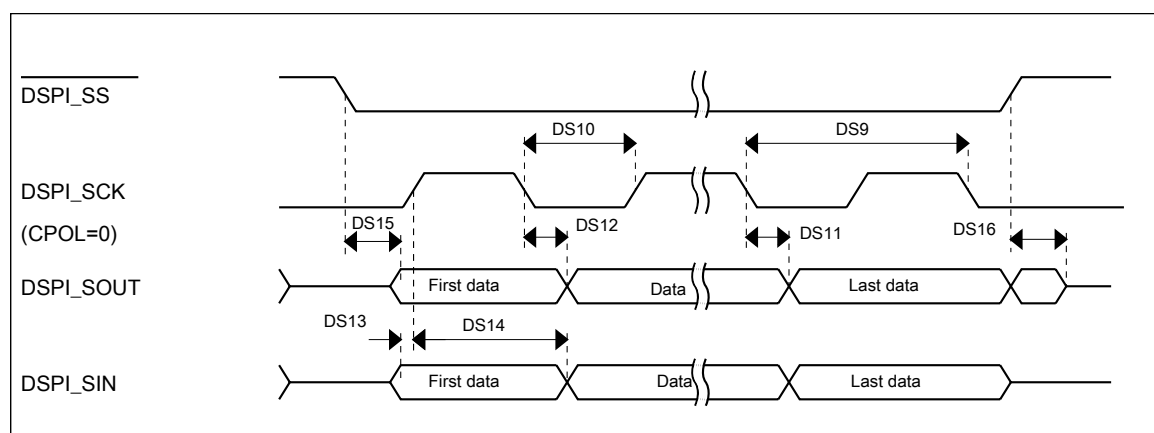 DSPI_SS
DS10
DS9
DSPI_SCK
(CPOL=0)
DS15
DS12
DS11
DS16
DSPI_SOUT
First data
Data
Last data
DS13
DS14
DSPI_SIN
First data
Data
Last data